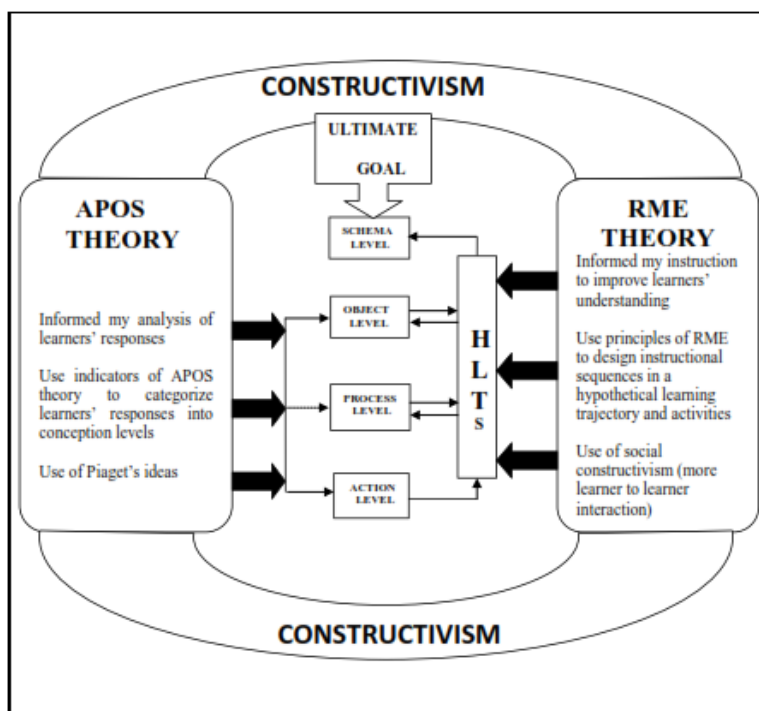 CONSTRUCTIVISM
ULTIMATE
GOAL
APOS
THEORY
Informed my analysis of
learners' responses
Use indicators of APOS
theory to categorize
learners' responses into
conception levels
Use of Piaget's ideas
SCHEMA
LEVEL
OBJECT
LEVEL
PROCESS
LEVEL
ACTION
LEVEL
H
L
T
S
RME
THEORY
Informed my instruction
to improve learners'
understanding
Use principles of RME
to design instructional
sequences in a
hypothetical learning
trajectory and activities
Use of social
constructivism (more
learner to learner
interaction)
CONSTRUCTIVISM